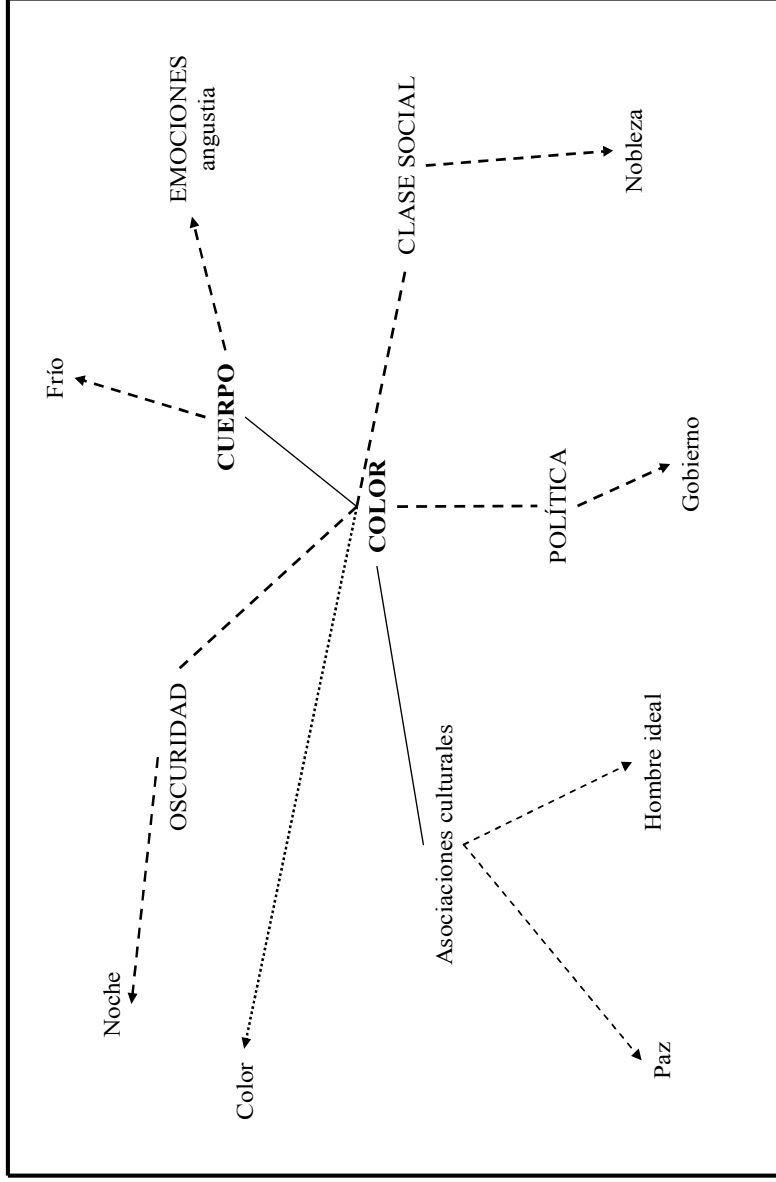 Frío
EMOCIONES
angustia
CUERPO
Noche
OSCURIDAD
Color
COLOR
CLASE SOCIAL
Asociaciones culturales
POLÍTICA
Nobleza
Paz
Hombre ideal
Gobierno